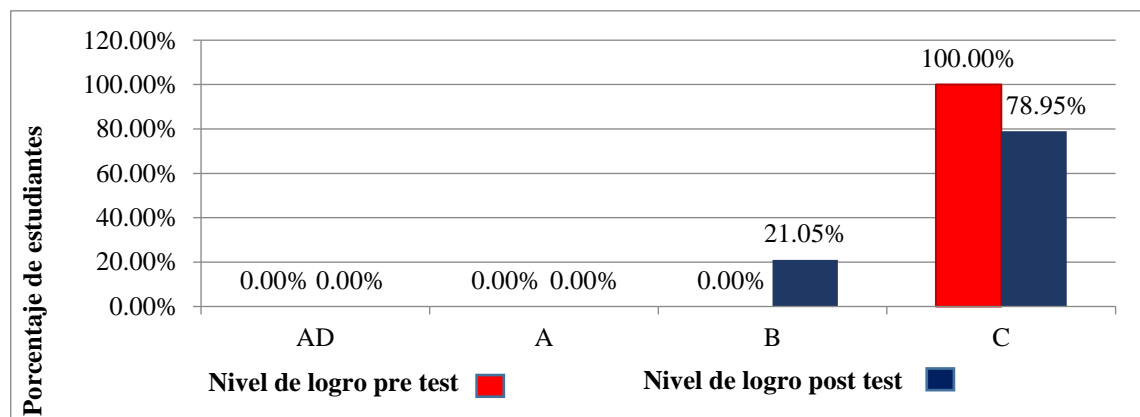 Porcentaje de estudiantes
120.00%
100.00%
80.00%
60.00%
40.00%
20.00%
0.00%
0.00% 0.00%
0.00% 0.00%
0.00%
21.05%
100.00%
78.95%
AD
A
B
C
Nivel de logro pre test
Nivel de logro post test